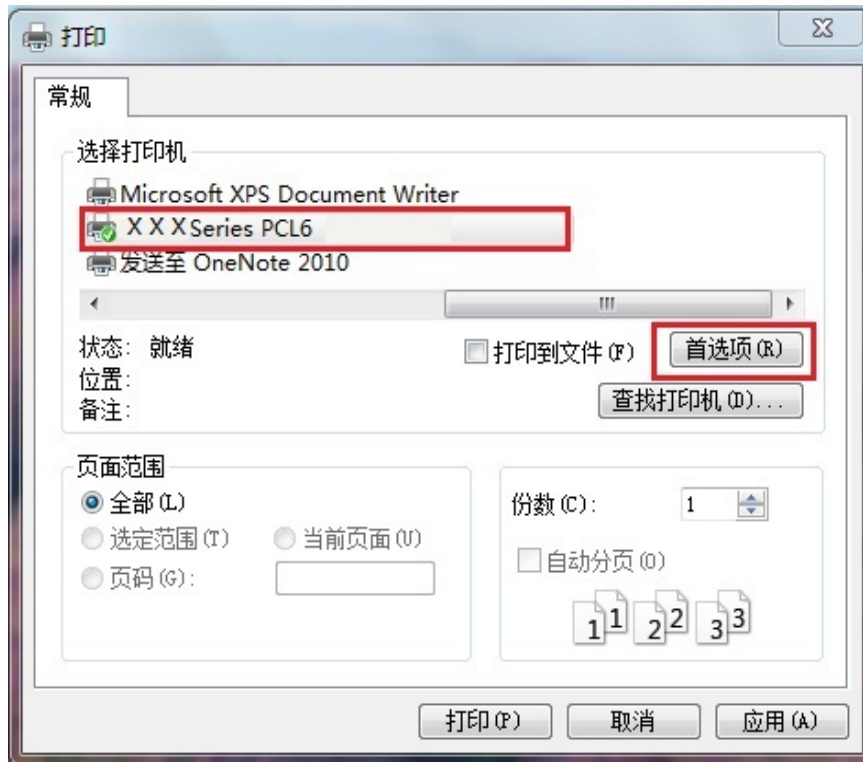 打印
常规
选择打印机
Microsoft XPS Document Writer
XXX Series PCL6
发送至 OneNote 2010
状态: 就绪
打印到文件(F) 首选项(R)
位置:
备注: 查找打印机(D)...
页面范围
全部(L)
选定范围(T) 当前页面(U)
页码(G):
份数(C): 1
自动分页(O)
1 1 2 2 3 3
打印(P) 取消 应用(A)